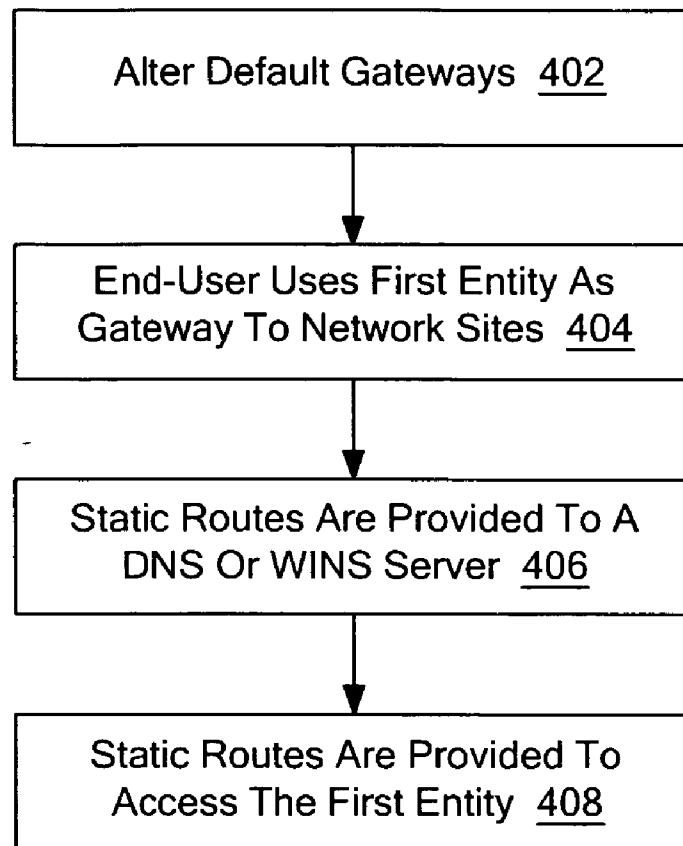 Alter Default Gateways 402
End-User Uses First Entity As
Gateway To Network Sites 404
Static Routes Are Provided To A
DNS Or WINS Server 406
Static Routes Are Provided To
Access The First Entity 408